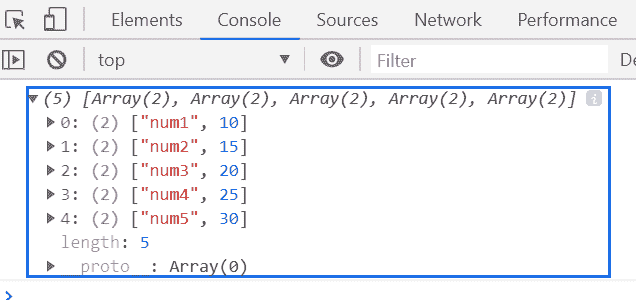 Elements Console Sources Network Performance
top Filter
(5) [Array(2), Array(2), Array(2), Array(2), Array(2)] i
0: (2) ["num1", 10]
1: (2) ["num2", 15]
2: (2) ["num3", 20]
3: (2) ["num4", 25]
4: (2) ["num5", 30]
length: 5
proto : Array(0)